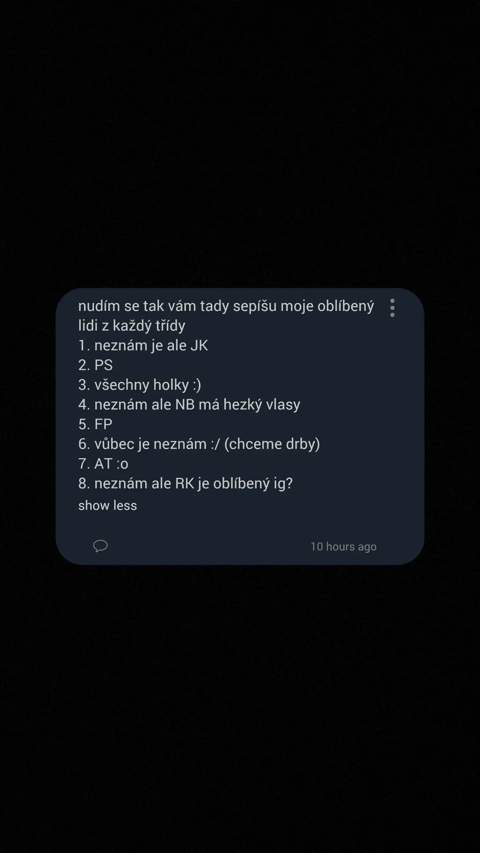 nudím se tak vám tady sepíšu moje oblíbený
lidi z každý třídy
1. neznám je ale JK
2. PS
3. všechny holky :)
4. neznám ale NB má hezký vlasy
5. FP
6. vůbec je neznám :/ (chceme drby)
7. AT :o
8. neznám ale RK je oblíbený ig?
show less
10 hours ago